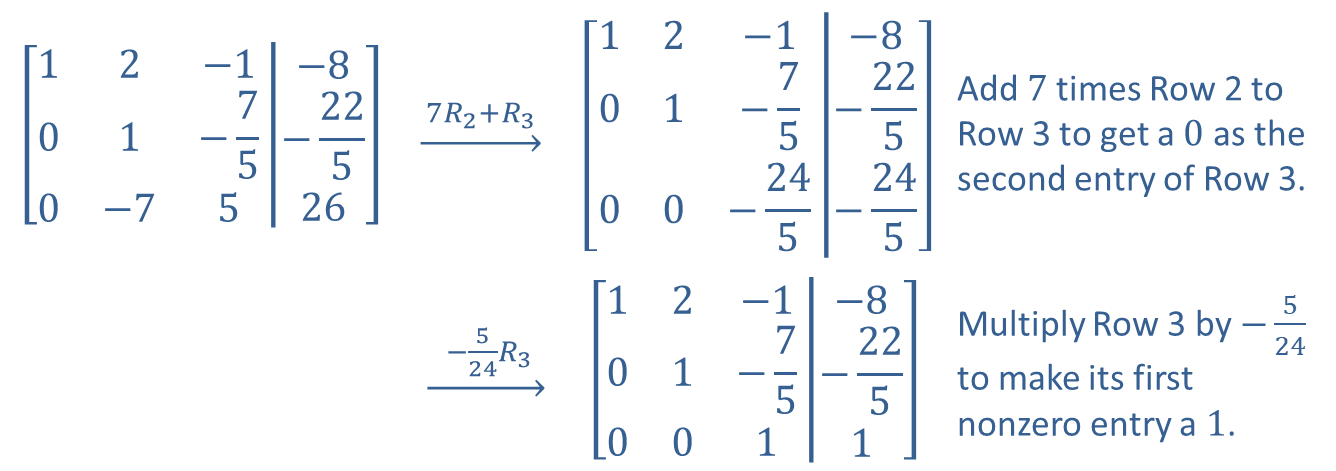 [1 2 −1 | −8]
[0 1 −7/5 | −22/5]
[0 −7 5 | 26]
7R₂+R₃
[1 2 −1 | −8]
[0 1 −7/5 | −22/5]
[0 0 −24/5 | −24/5]
Add 7 times Row 2 to
Row 3 to get a 0 as the
second entry of Row 3.
−5/24 R₃
[1 2 −1 | −8]
[0 1 −7/5 | −22/5]
[0 0 1 | 1]
Multiply Row 3 by − 5/24
to make its first
nonzero entry a 1.